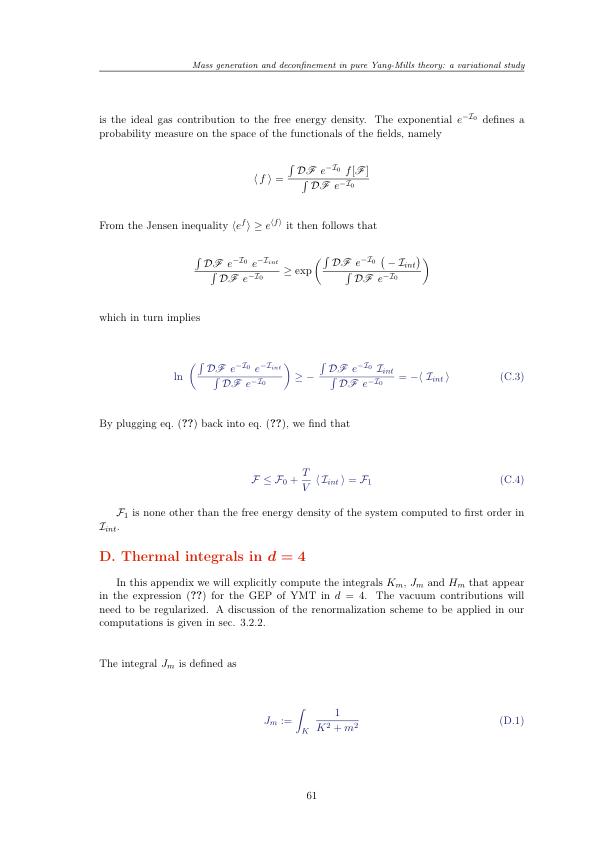 Mass generation and deconfinement in pure Yang-Mills theory: a variational study
is the ideal gas contribution to the free energy density. The exponential $e^{-\mathcal{I}_0}$ defines a
probability measure on the space of the functionals of the fields, namely
$\langle f \rangle = \frac{\int \mathcal{D}\mathscr{F}\ e^{-\mathcal{I}_0}\ f[\mathscr{F}]}{\int \mathcal{D}\mathscr{F}\ e^{-\mathcal{I}_0}}$
From the Jensen inequality $\langle e^f \rangle \geq e^{\langle f \rangle}$ it then follows that
$\frac{\int \mathcal{D}\mathscr{F}\ e^{-\mathcal{I}_0}\ e^{-\mathcal{I}_{int}}}{\int \mathcal{D}\mathscr{F}\ e^{-\mathcal{I}_0}} \geq \exp\left(\frac{\int \mathcal{D}\mathscr{F}\ e^{-\mathcal{I}_0}\ (-\mathcal{I}_{int})}{\int \mathcal{D}\mathscr{F}\ e^{-\mathcal{I}_0}}\right)$
which in turn implies
$\ln\left(\frac{\int \mathcal{D}\mathscr{F}\ e^{-\mathcal{I}_0}\ e^{-\mathcal{I}_{int}}}{\int \mathcal{D}\mathscr{F}\ e^{-\mathcal{I}_0}}\right) \geq -\frac{\int \mathcal{D}\mathscr{F}\ e^{-\mathcal{I}_0}\ \mathcal{I}_{int}}{\int \mathcal{D}\mathscr{F}\ e^{-\mathcal{I}_0}} = -\langle \mathcal{I}_{int} \rangle$ (C.3)
By plugging eq. (??) back into eq. (??), we find that
$\mathcal{F} \leq \mathcal{F}_0 + \frac{T}{V}\ \langle \mathcal{I}_{int} \rangle = \mathcal{F}_1$ (C.4)
$\mathcal{F}_1$ is none other than the free energy density of the system computed to first order in
$\mathcal{I}_{int}$.
D. Thermal integrals in $d = 4$
In this appendix we will explicitly compute the integrals $K_m$, $J_m$ and $H_m$ that appear
in the expression (??) for the GEP of YMT in $d = 4$. The vacuum contributions will
need to be regularized. A discussion of the renormalization scheme to be applied in our
computations is given in sec. 3.2.2.
The integral $J_m$ is defined as
$J_m := \int_K \frac{1}{K^2 + m^2}$ (D.1)
61